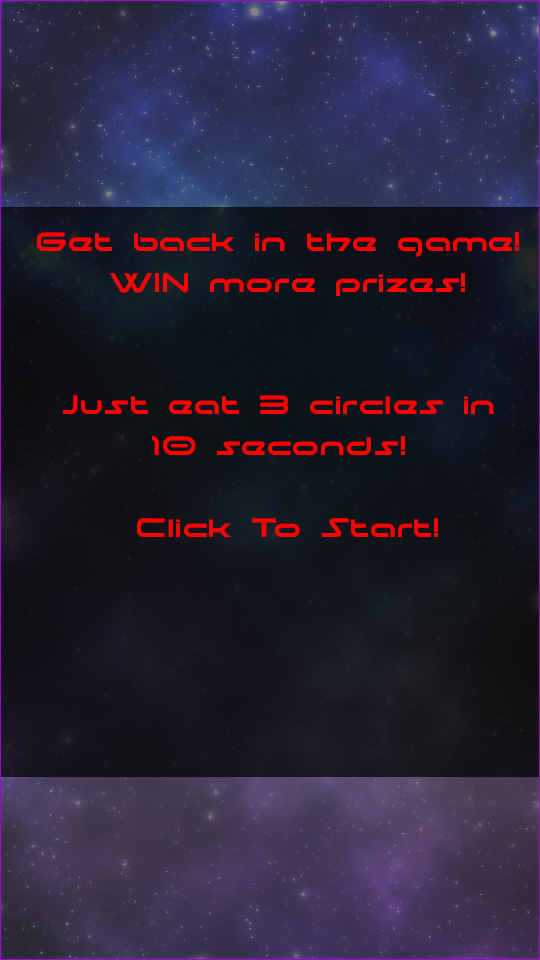 Get back in the game!
WIN more prizes!
Just eat 3 circles in
10 seconds!
Click To Start!